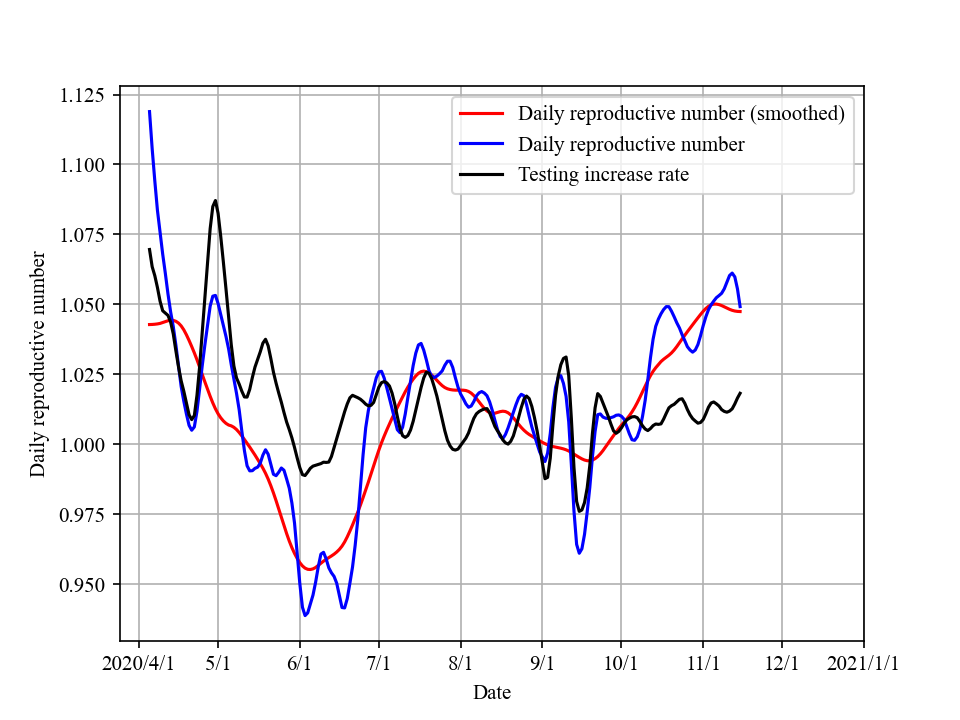 Daily reproductive number (smoothed)
Daily reproductive number
Testing increase rate
1.125
1.100
1.075
1.050
1.025
1.000
0.975
0.950
Daily reproductive number
2020/4/1 5/1 6/1 7/1 8/1 9/1 10/1 11/1 12/1 2021/1/1
Date